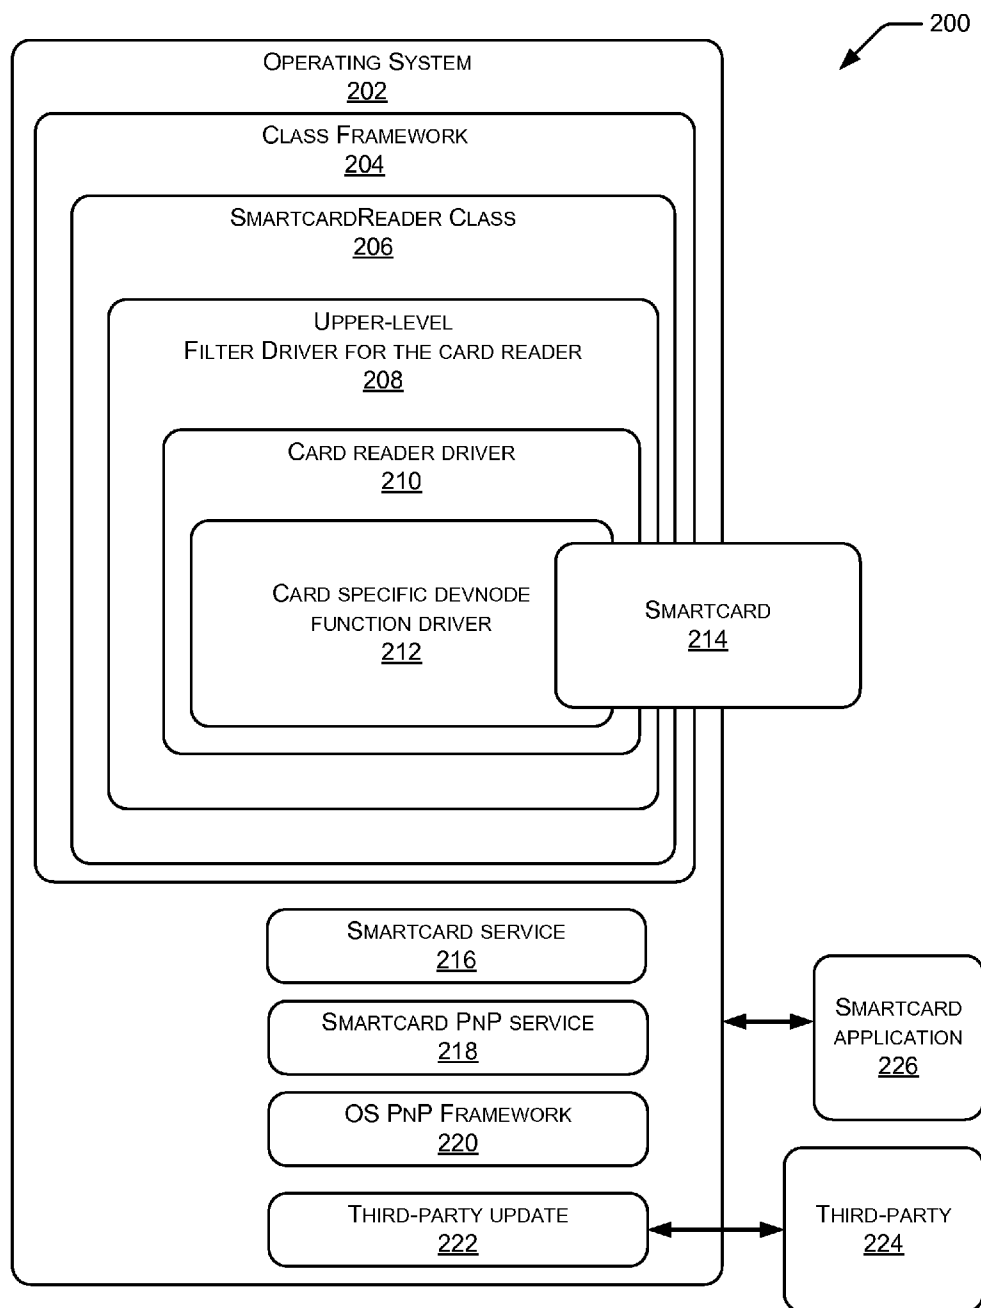 200
OPERATING SYSTEM
202
CLASS FRAMEWORK
204
SMARTCARDREADER CLASS
206
UPPER-LEVEL
FILTER DRIVER FOR THE CARD READER
208
CARD READER DRIVER
210
CARD SPECIFIC DEVNODE
FUNCTION DRIVER
212
SMARTCARD
214
SMARTCARD SERVICE
216
SMARTCARD PNP SERVICE
218
OS PNP FRAMEWORK
220
THIRD-PARTY UPDATE
222
SMARTCARD
APPLICATION
226
THIRD-PARTY
224